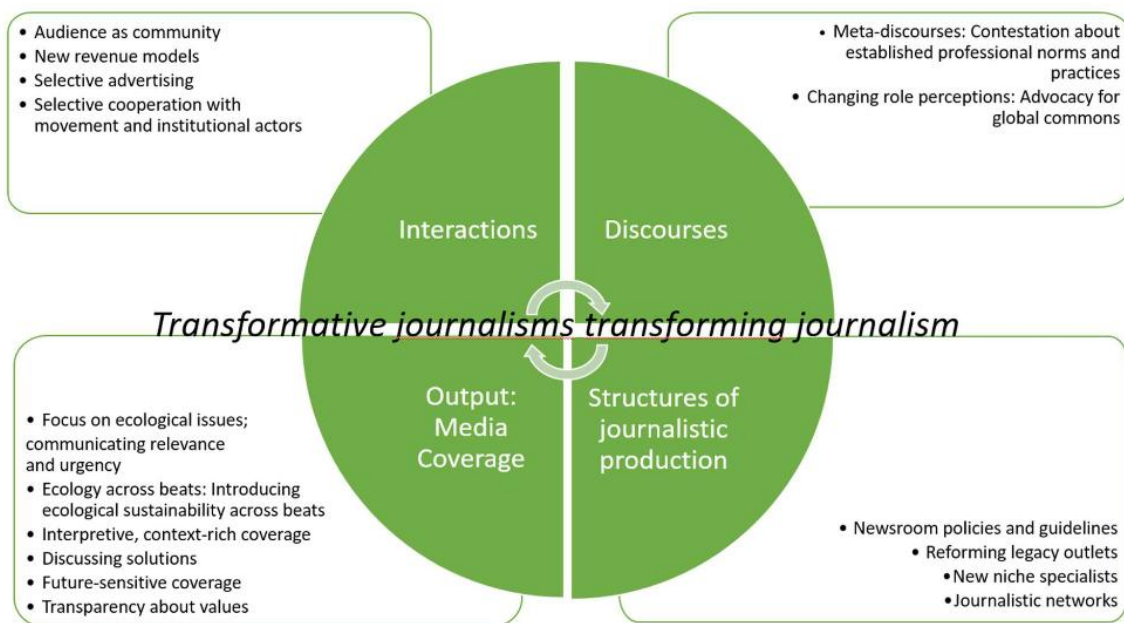 • Audience as community
• New revenue models
• Selective advertising
• Selective cooperation with
movement and institutional actors
• Meta-discourses: Contestation about
established professional norms and
practices
• Changing role perceptions: Advocacy for
global commons
Interactions
Discourses
Transformative journalisms transforming journalism
Output:
Media
Coverage
Structures of
journalistic
production
• Focus on ecological issues;
communicating relevance
and urgency
• Ecology across beats: Introducing
ecological sustainability across beats
• Interpretive, context-rich coverage
• Discussing solutions
• Future-sensitive coverage
• Transparency about values
• Newsroom policies and guidelines
• Reforming legacy outlets
•New niche specialists
•Journalistic networks